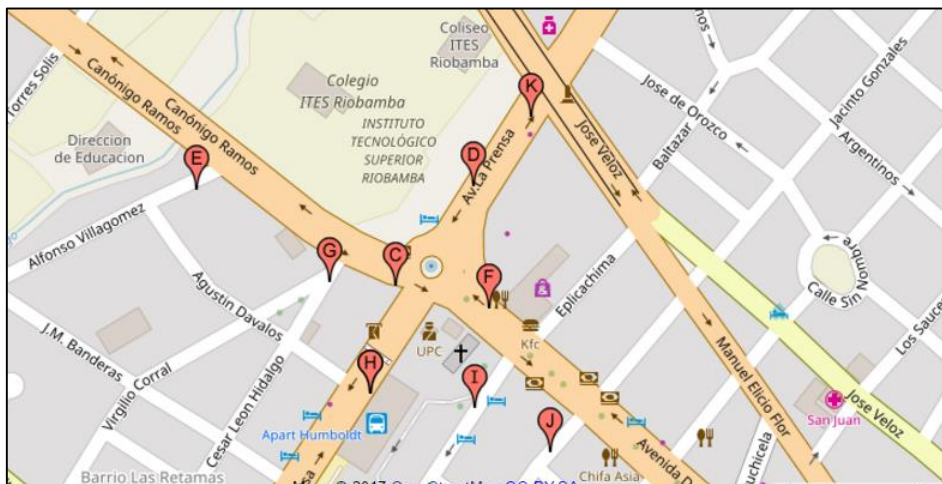 Torres Solis
Canónigo Ramos
Canónigo Ramos
Coliseo
ITES
Riobamba
Colegio
ITES Riobamba
INSTITUTO
TECNOLÓGICO
SUPERIOR
RIOBAMBA
Direccion
de Educacion
K
D
E
Av.La Prensa
Jose Veloz
Jose de Orozco
Baltazar
Jacinto Gonzales
Argentinos
Alfonso Villagomez
G
C
F
Agustin Davalos
Eplicachima
Calle Sin
Nombre
Los Sauces
J.M. Banderas
Virgilio Corral
Cesar Leon Hidalgo
UPC
Kfc
H
I
J
Manuel Elicio Flor
Jose Veloz
San Juan
Apart Humboldt
Barrio Las Retamas
Avenida D
Chifa Asia
uchicela